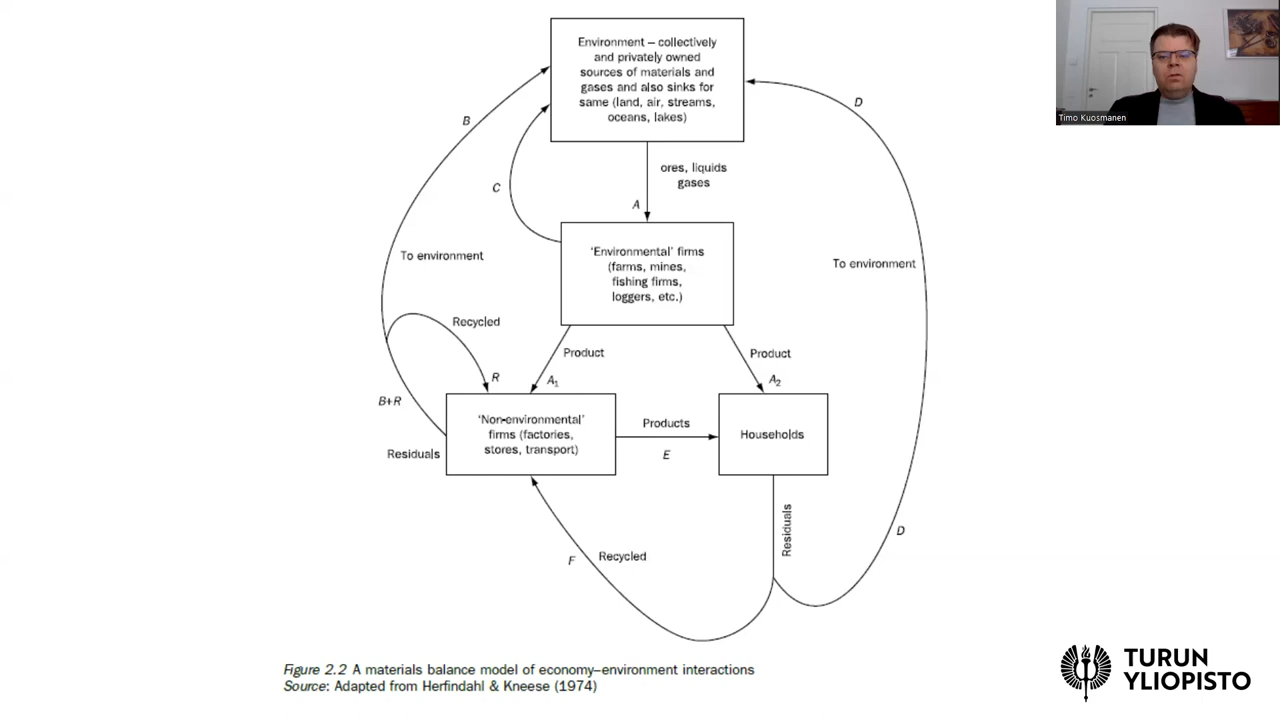 Environment – collectively
and privately owned
sources of materials and
gases and also sinks for
same (land, air, streams,
oceans, lakes)
Timo Kuosmanen
D
B
ores, liquids
gases
C
A
'Environmental' firms
(farms, mines,
fishing firms,
loggers, etc.)
To environment
To environment
Recycled
Product
Product
R
A1
A2
B+R
'Non-environmental'
firms (factories,
stores, transport)
Products
E
Households
Residuals
Residuals
D
F
Recycled
Figure 2.2 A materials balance model of economy–environment interactions
Source: Adapted from Herfindahl & Kneese (1974)
TURUN
YLIOPISTO